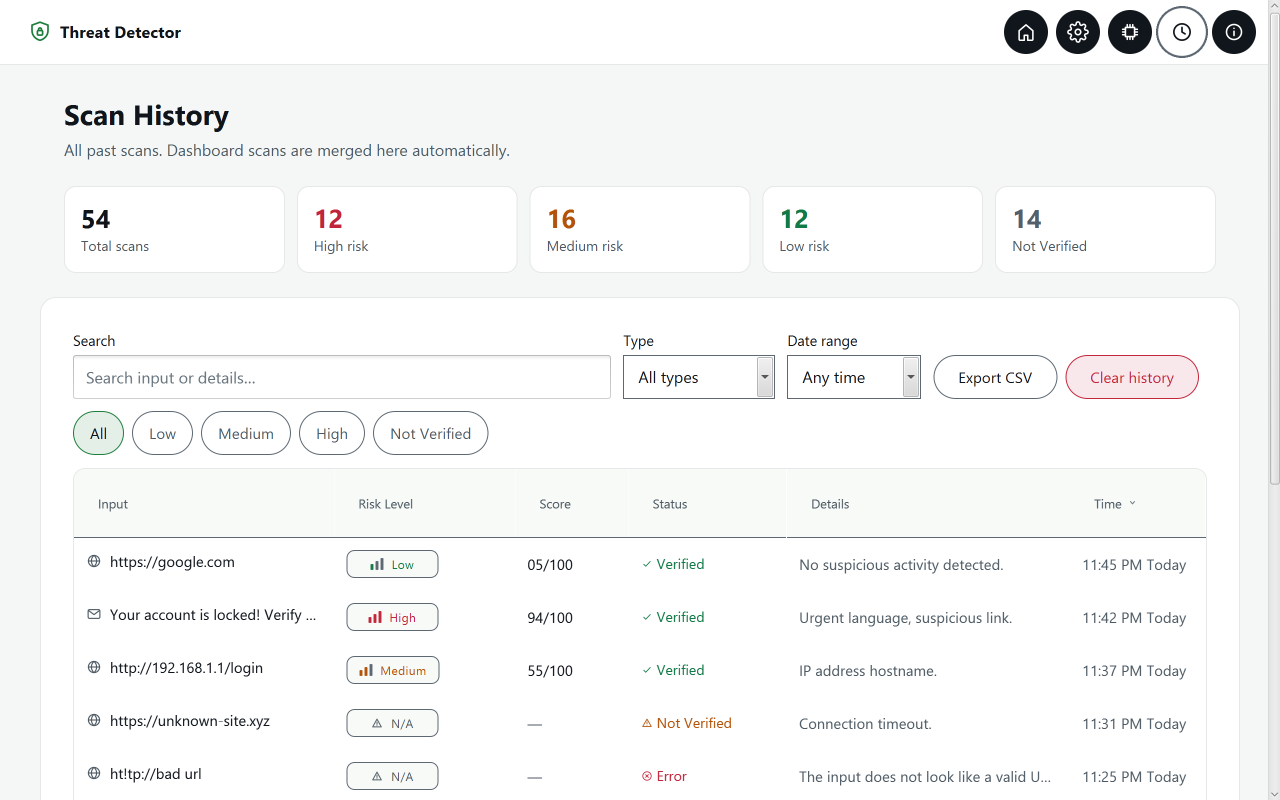 Threat Detector
Scan History
All past scans. Dashboard scans are merged here automatically.
54
Total scans
12
High risk
16
Medium risk
12
Low risk
14
Not Verified
Search
Type
Date range
Search input or details...
All types
Any time
Export CSV
Clear history
All
Low
Medium
High
Not Verified
Input Risk Level Score Status Details Time
https://google.com Low 05/100 Verified No suspicious activity detected. 11:45 PM Today
Your account is locked! Verify ... High 94/100 Verified Urgent language, suspicious link. 11:42 PM Today
http://192.168.1.1/login Medium 55/100 Verified IP address hostname. 11:37 PM Today
https://unknown-site.xyz N/A — Not Verified Connection timeout. 11:31 PM Today
ht!tp://bad url N/A — Error The input does not look like a valid U... 11:25 PM Today